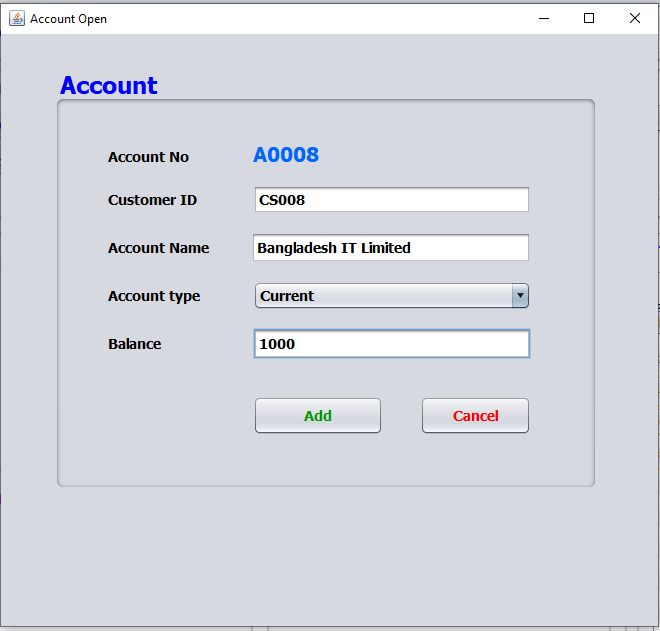 Account Open
Account
Account No A0008
Customer ID CS008
Account Name Bangladesh IT Limited
Account type Current
Balance 1000
Add Cancel